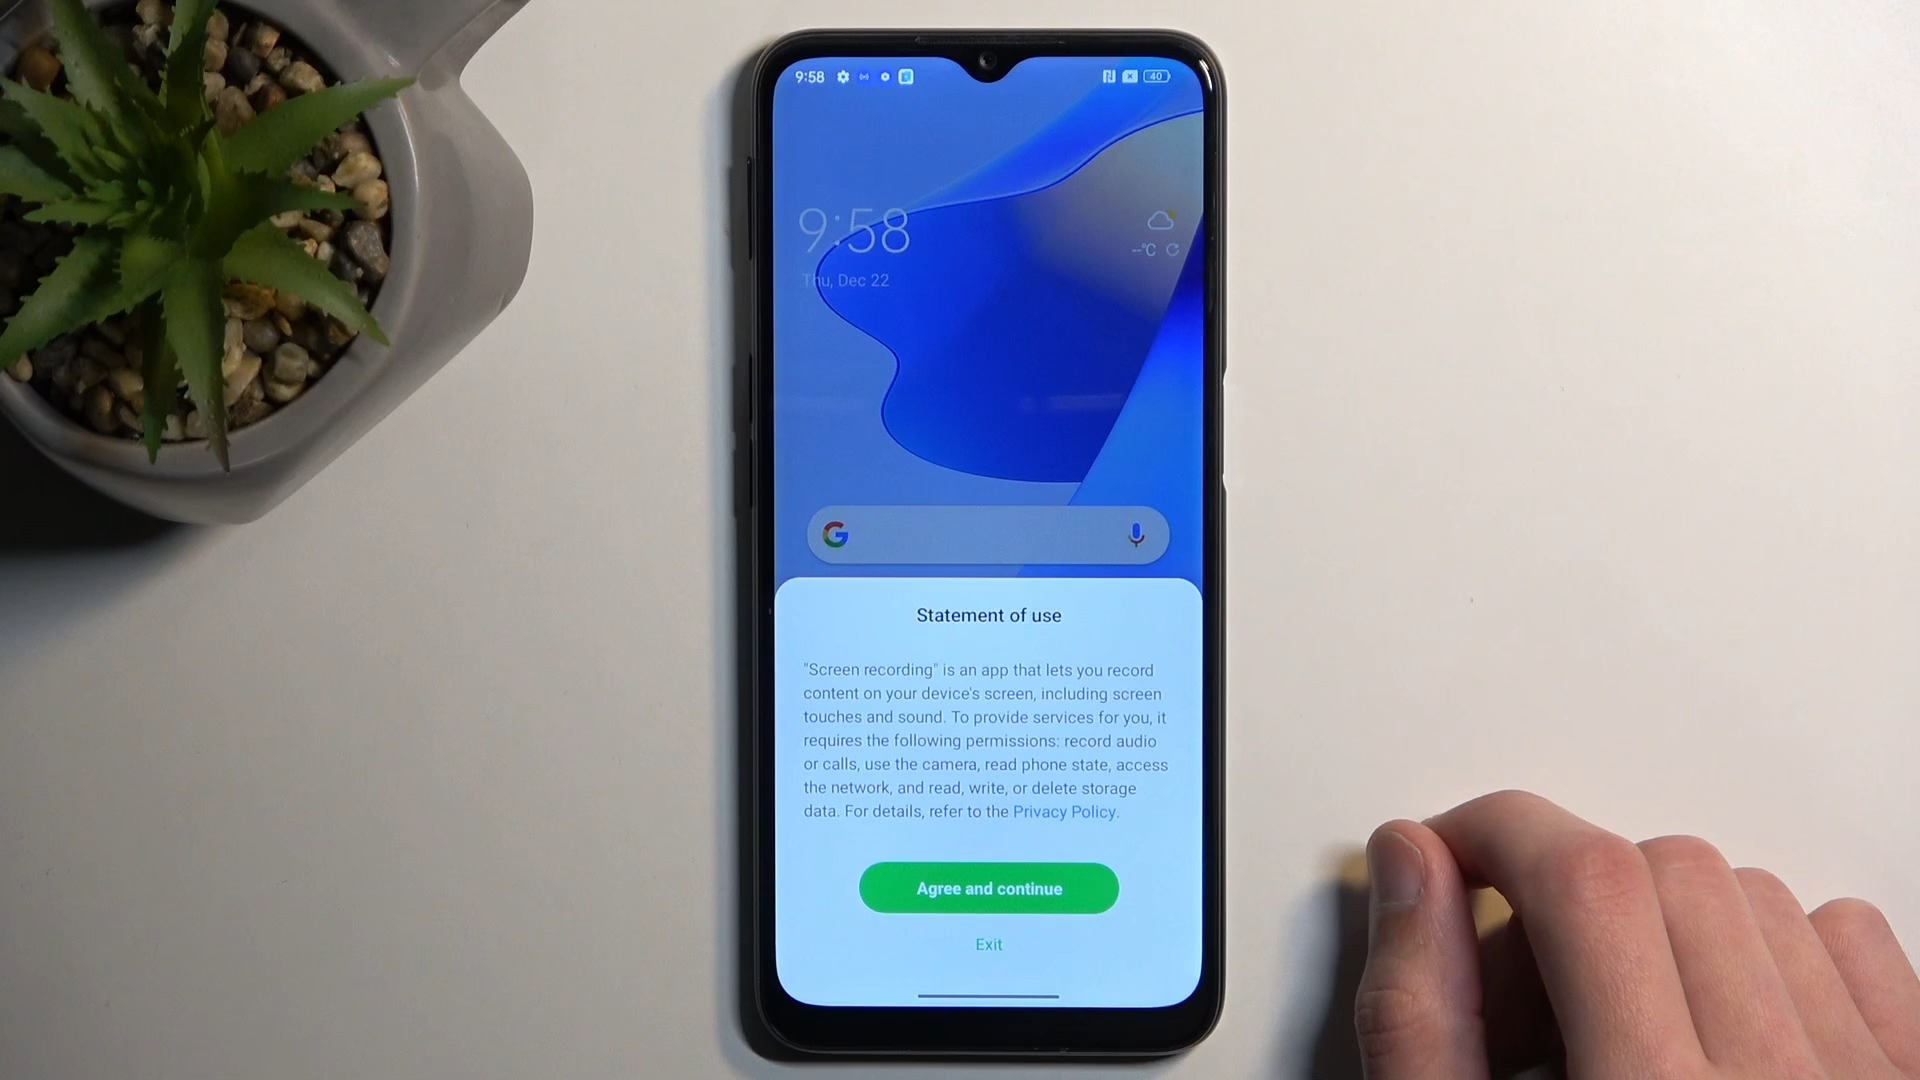 9:58
40
9:58
--°C
Thu, Dec 22
G
Statement of use
"Screen recording" is an app that lets you record
content on your device's screen, including screen
touches and sound. To provide services for you, it
requires the following permissions: record audio
or calls, use the camera, read phone state, access
the network, and read, write, or delete storage
data. For details, refer to the Privacy Policy.
Agree and continue
Exit